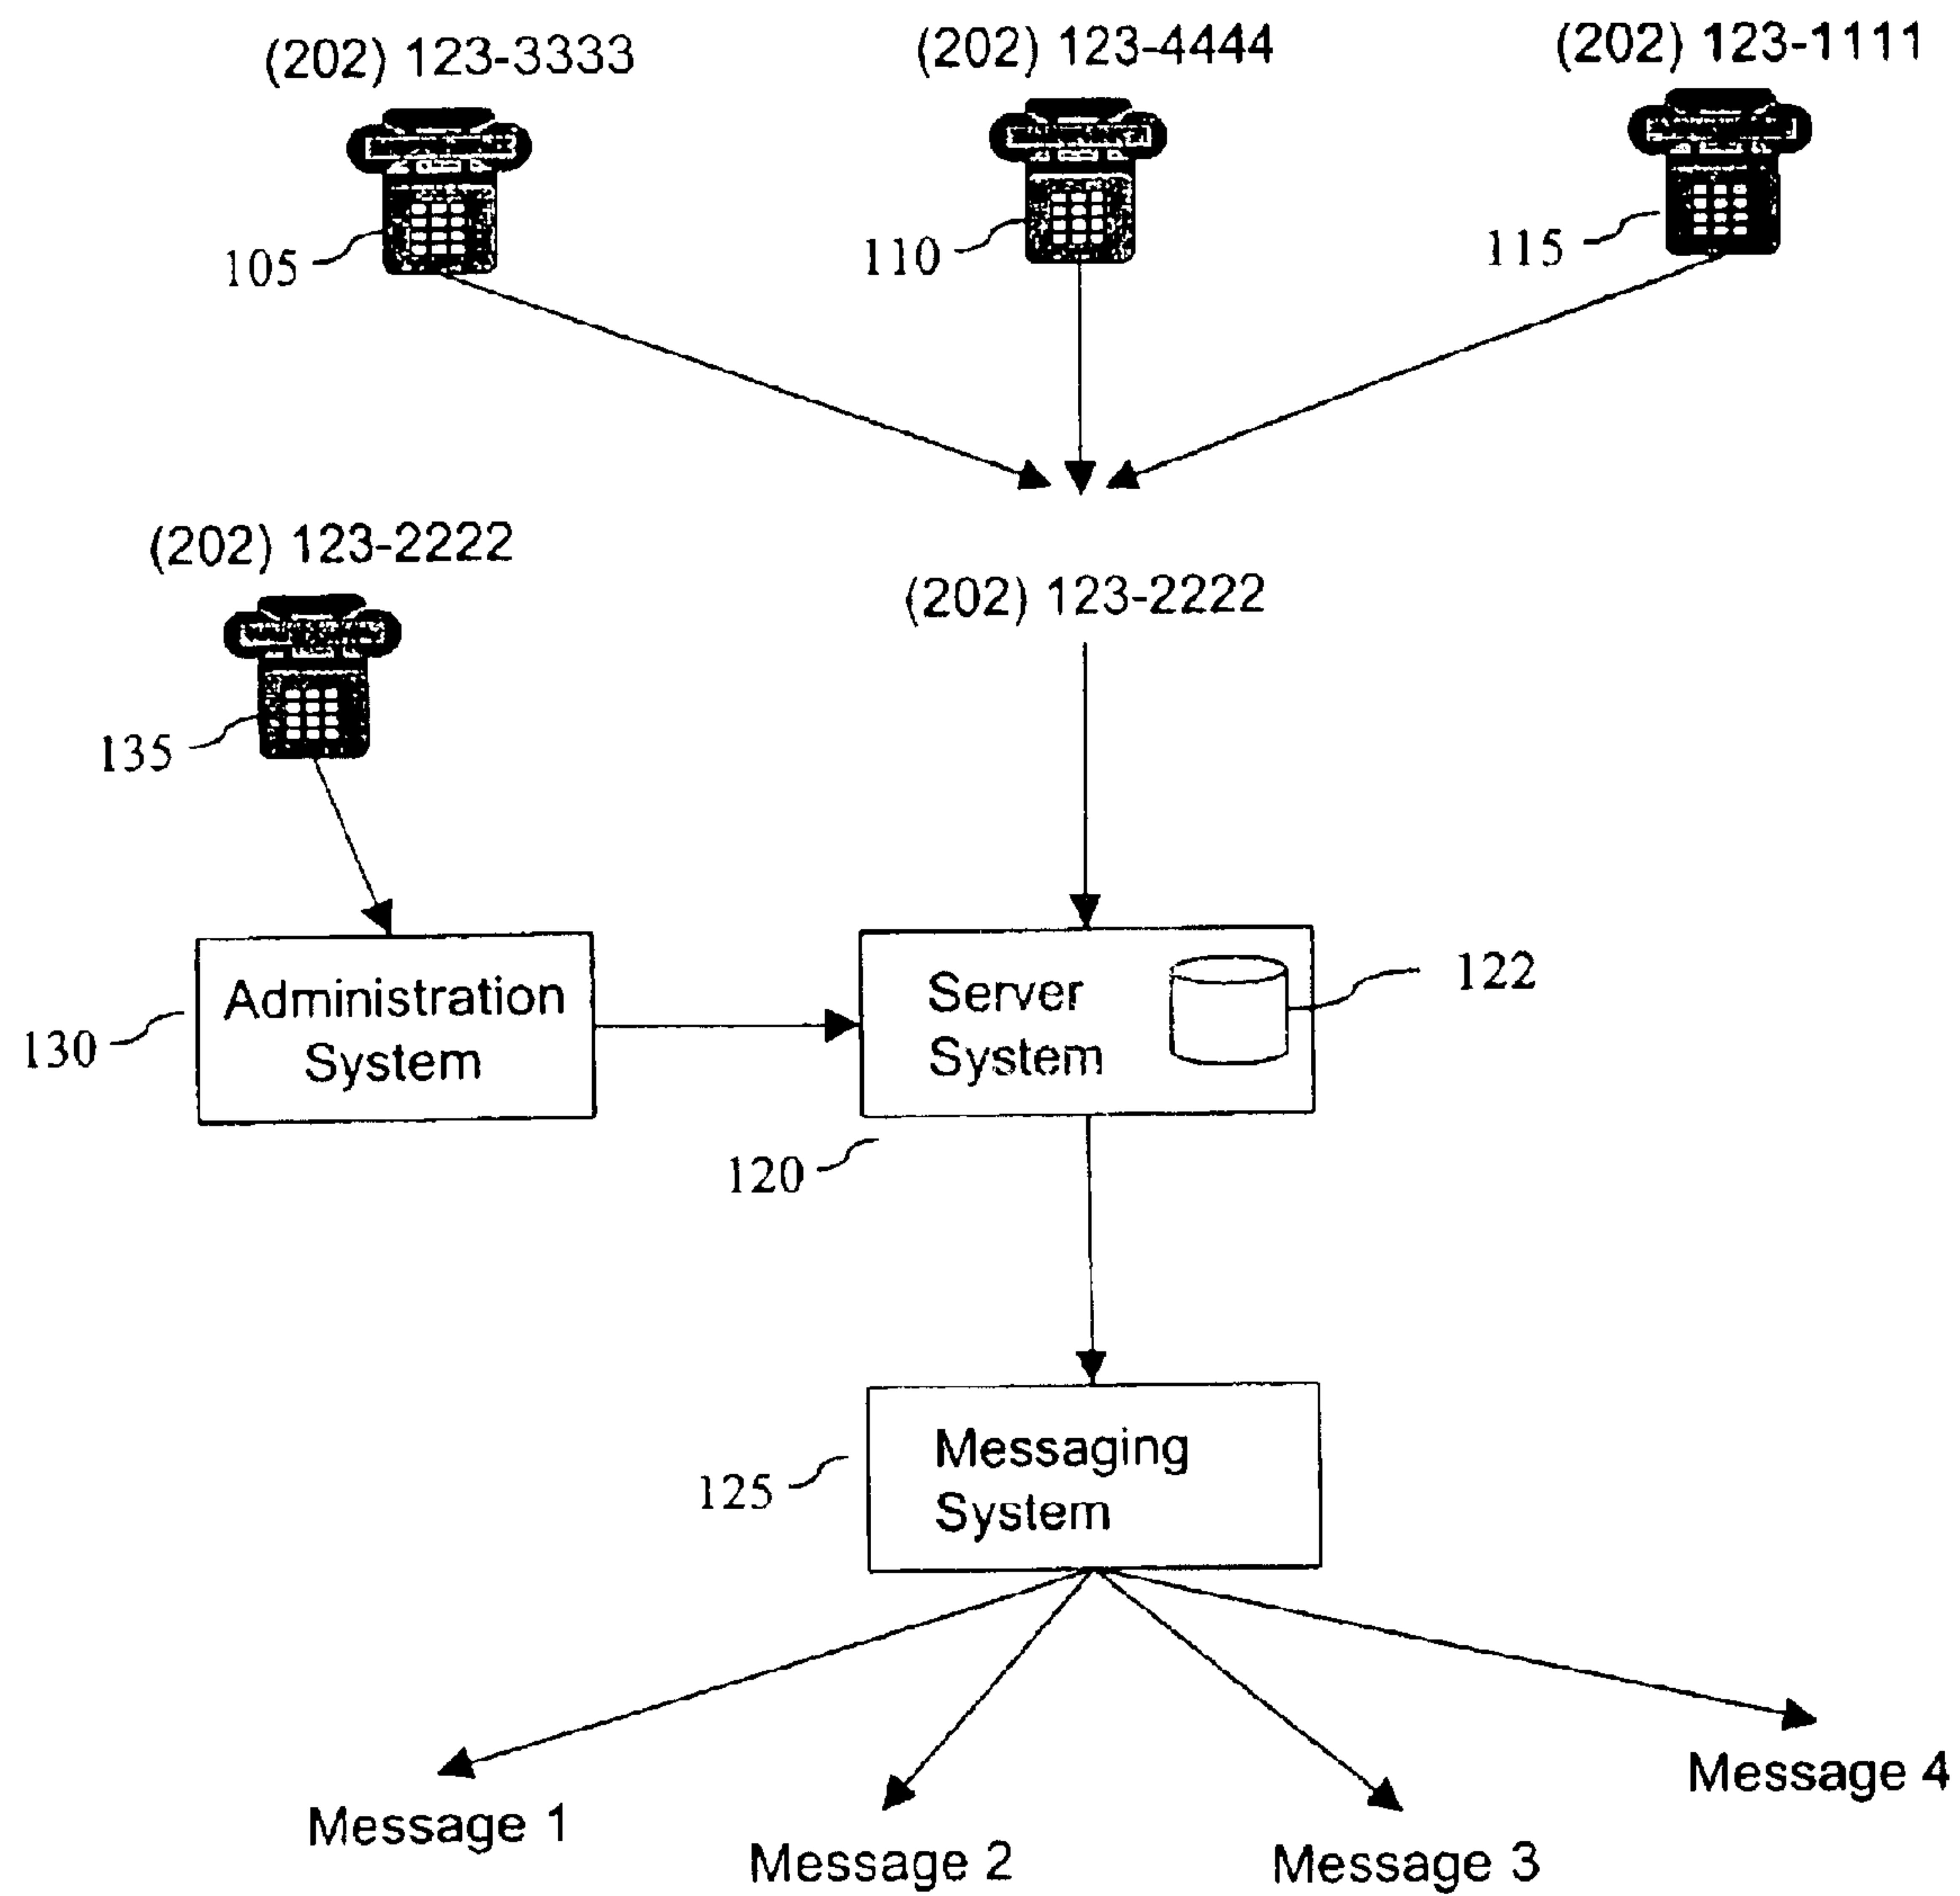 (202) 123-3333
(202) 123-4444
(202) 123-1111
105
110
115
(202) 123-2222
(202) 123-2222
135
Administration
System
130
Server
System
122
120
Messaging
System
125
Message 1
Message 2
Message 3
Message 4